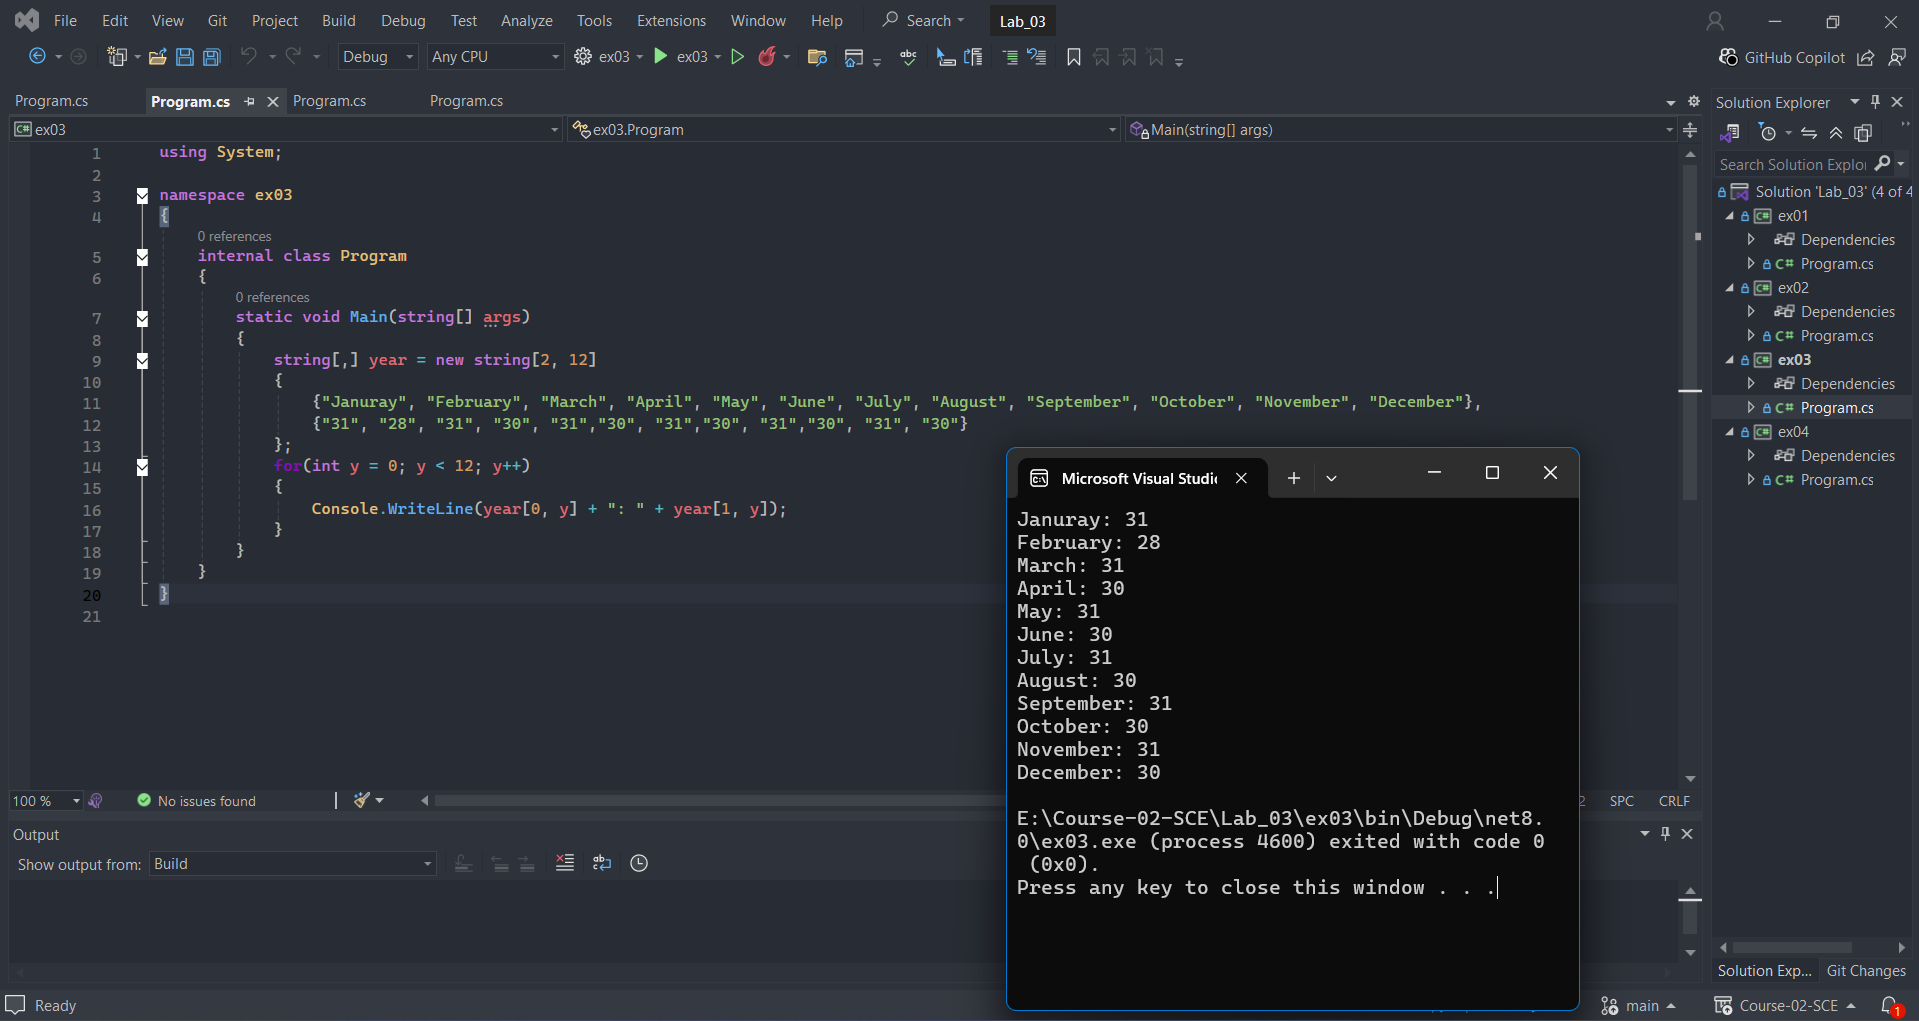 File Edit View Git Project Build Debug Test Analyze Tools Extensions Window Help Search Lab_03
Debug Any CPU ex03 ex03 abc GitHub Copilot
Program.cs Program.cs Program.cs Program.cs
C# ex03 ex03.Program Main(string[] args)
1 using System;
2
3 namespace ex03
4 {
0 references
5 internal class Program
6 {
0 references
7 static void Main(string[] args)
8 {
9 string[,] year = new string[2, 12]
10 {
11 {"Januray", "February", "March", "April", "May", "June", "July", "August", "September", "October", "November", "December"},
12 {"31", "28", "31", "30", "31","30", "31","30", "31","30", "31", "30"}
13 };
14 for(int y = 0; y < 12; y++)
15 {
16 Console.WriteLine(year[0, y] + ": " + year[1, y]);
17 }
18 }
19 }
20 }
21
100 % No issues found 2 SPC CRLF
Output
Show output from: Build
Ready
main Course-02-SCE 1
Microsoft Visual Studi
Januray: 31
February: 28
March: 31
April: 30
May: 31
June: 30
July: 31
August: 30
September: 31
October: 30
November: 31
December: 30
E:\Course-02-SCE\Lab_03\ex03\bin\Debug\net8.
0\ex03.exe (process 4600) exited with code 0
(0x0).
Press any key to close this window . . .
Solution Explorer
Search Solution Explo
Solution 'Lab_03' (4 of 4
C# ex01
Dependencies
C# Program.cs
C# ex02
Dependencies
C# Program.cs
C# ex03
Dependencies
C# Program.cs
C# ex04
Dependencies
C# Program.cs
Solution Exp... Git Changes